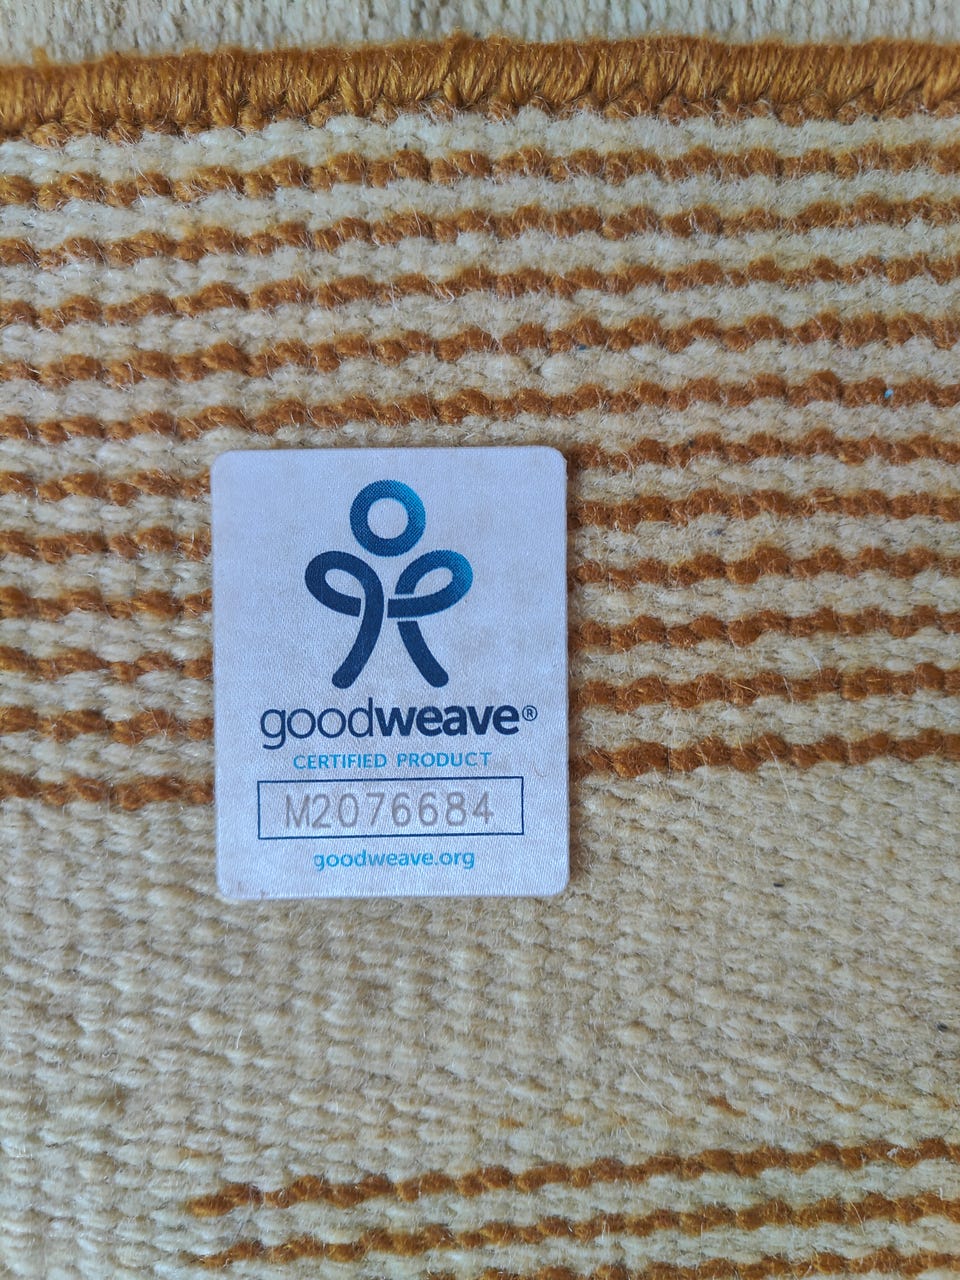 goodweave®
CERTIFIED PRODUCT
M2076684
goodweave.org